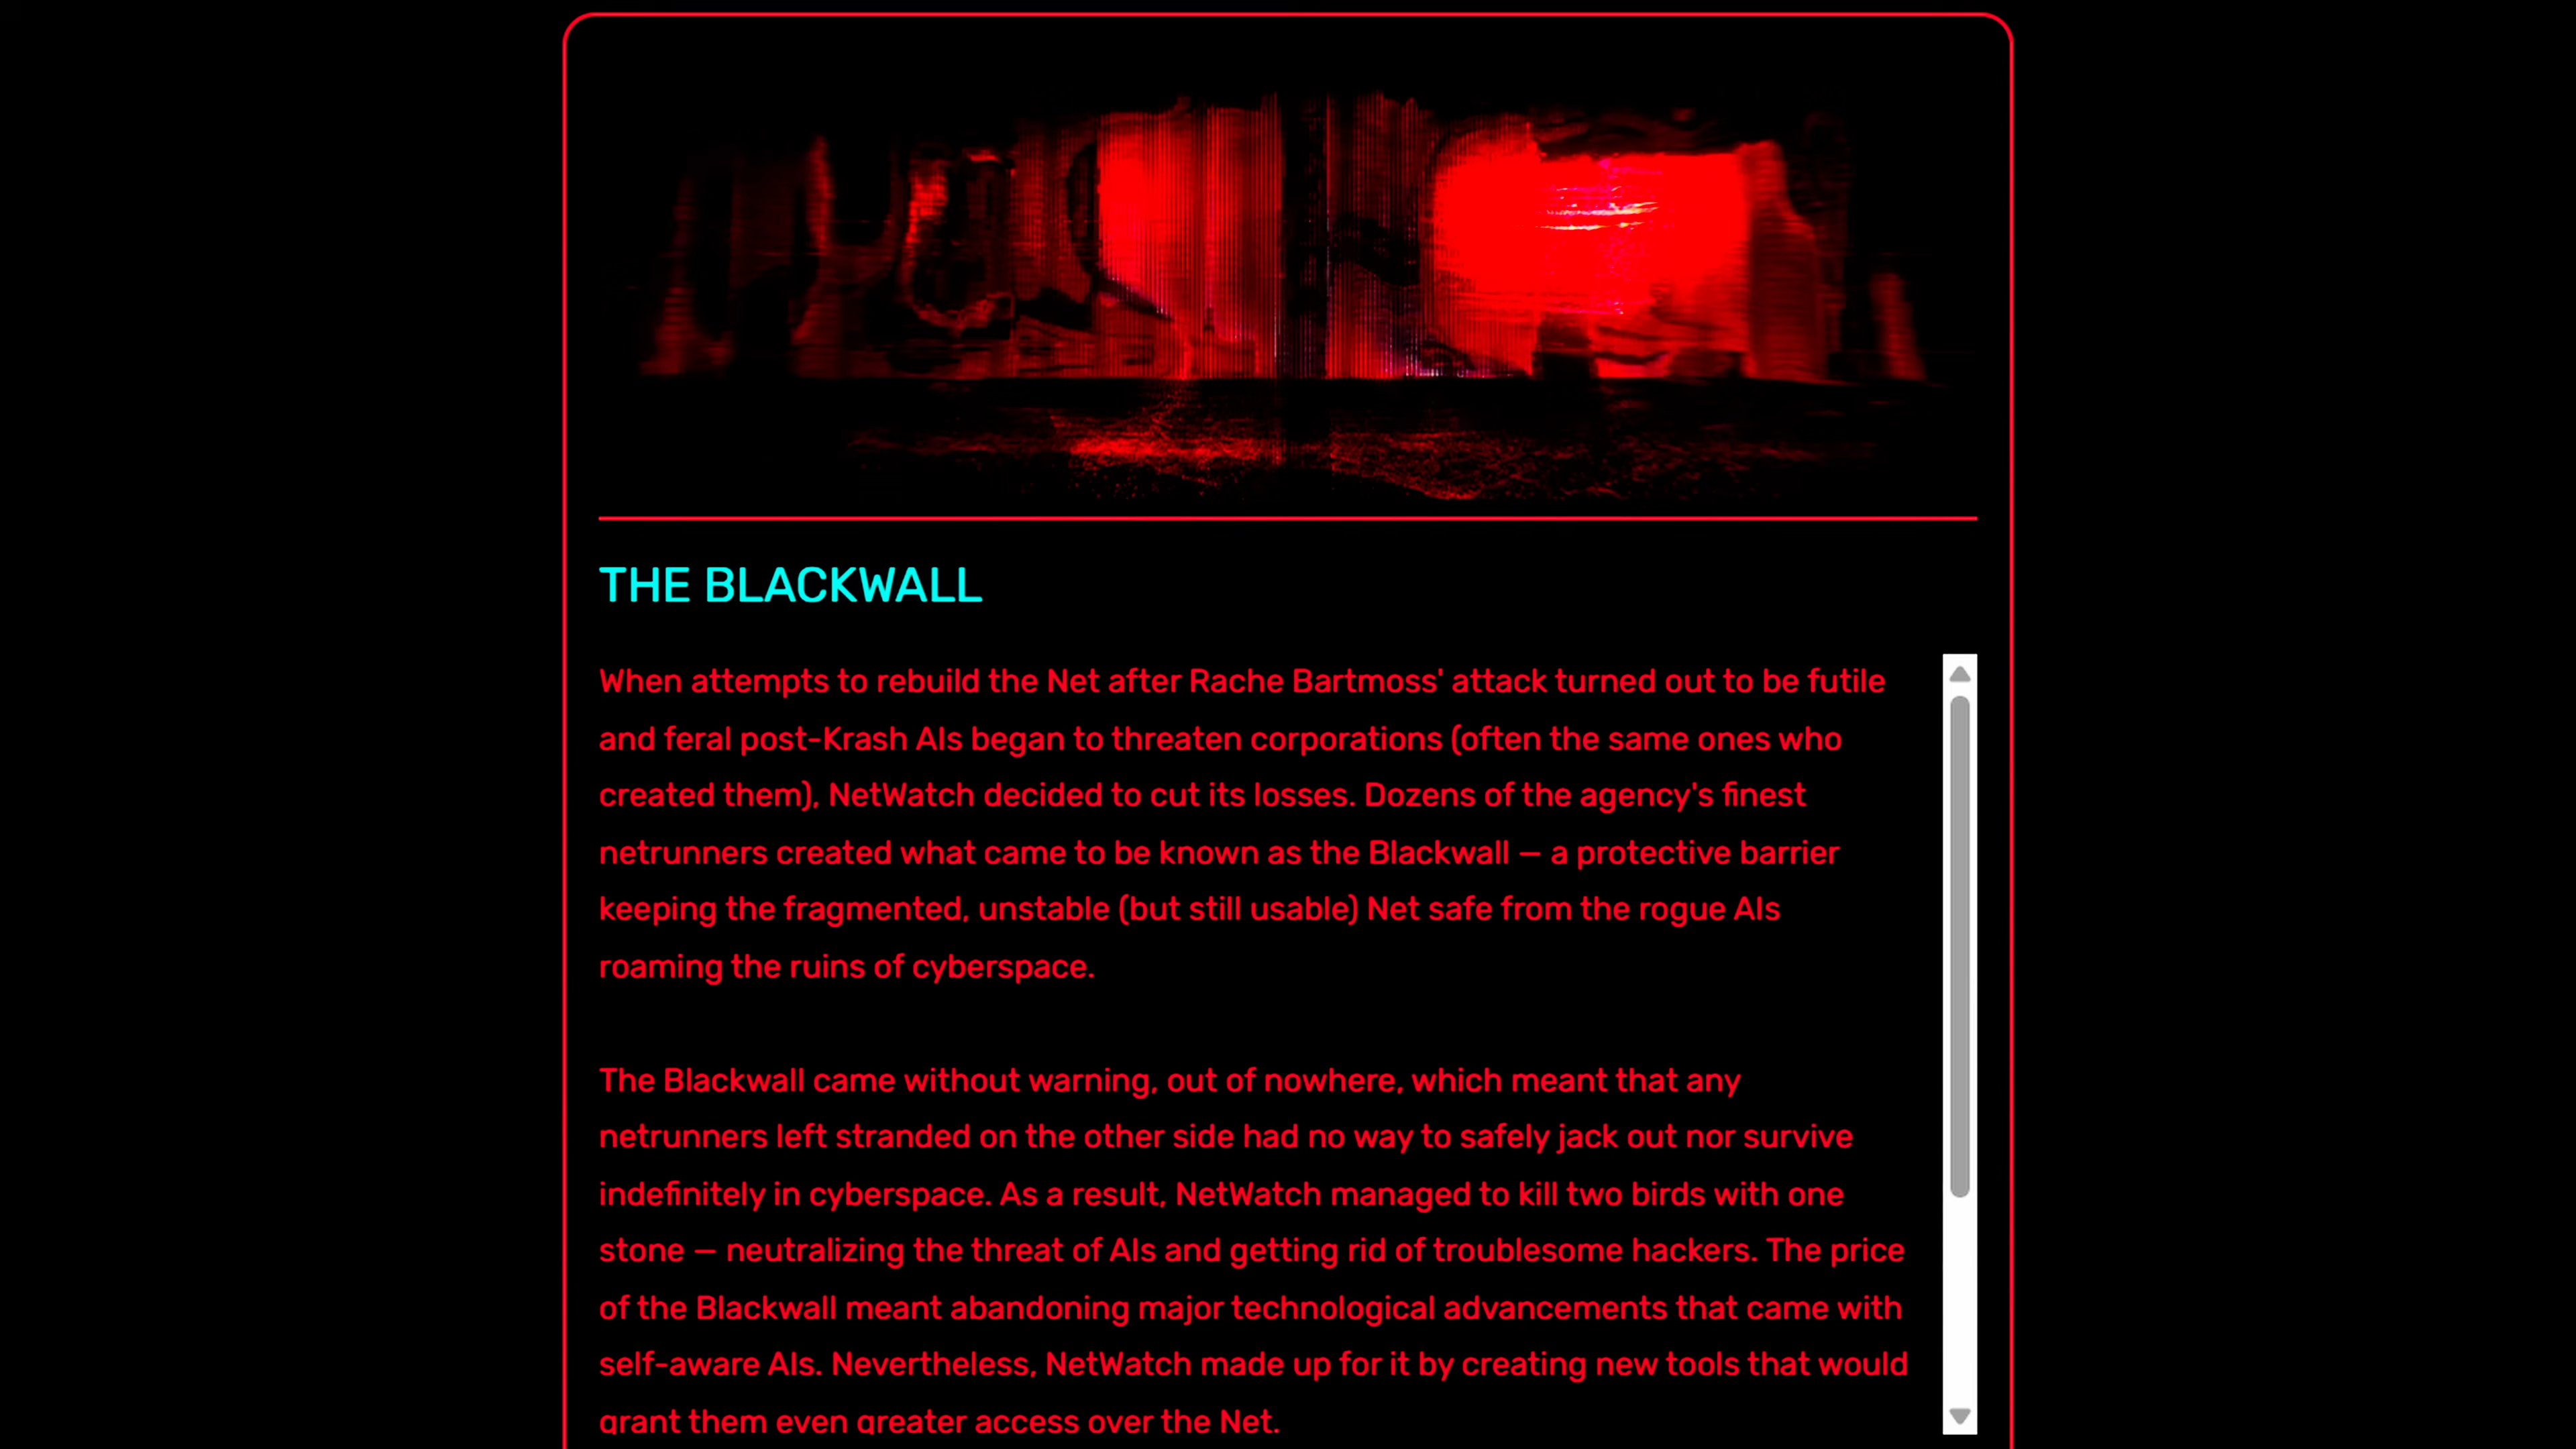 THE BLACKWALL
When attempts to rebuild the Net after Rache Bartmoss' attack turned out to be futile
and feral post-Krash AIs began to threaten corporations (often the same ones who
created them), NetWatch decided to cut its losses. Dozens of the agency's finest
netrunners created what came to be known as the Blackwall — a protective barrier
keeping the fragmented, unstable (but still usable) Net safe from the rogue AIs
roaming the ruins of cyberspace.
The Blackwall came without warning, out of nowhere, which meant that any
netrunners left stranded on the other side had no way to safely jack out nor survive
indefinitely in cyberspace. As a result, NetWatch managed to kill two birds with one
stone — neutralizing the threat of AIs and getting rid of troublesome hackers. The price
of the Blackwall meant abandoning major technological advancements that came with
self-aware AIs. Nevertheless, NetWatch made up for it by creating new tools that would
grant them even greater access over the Net.